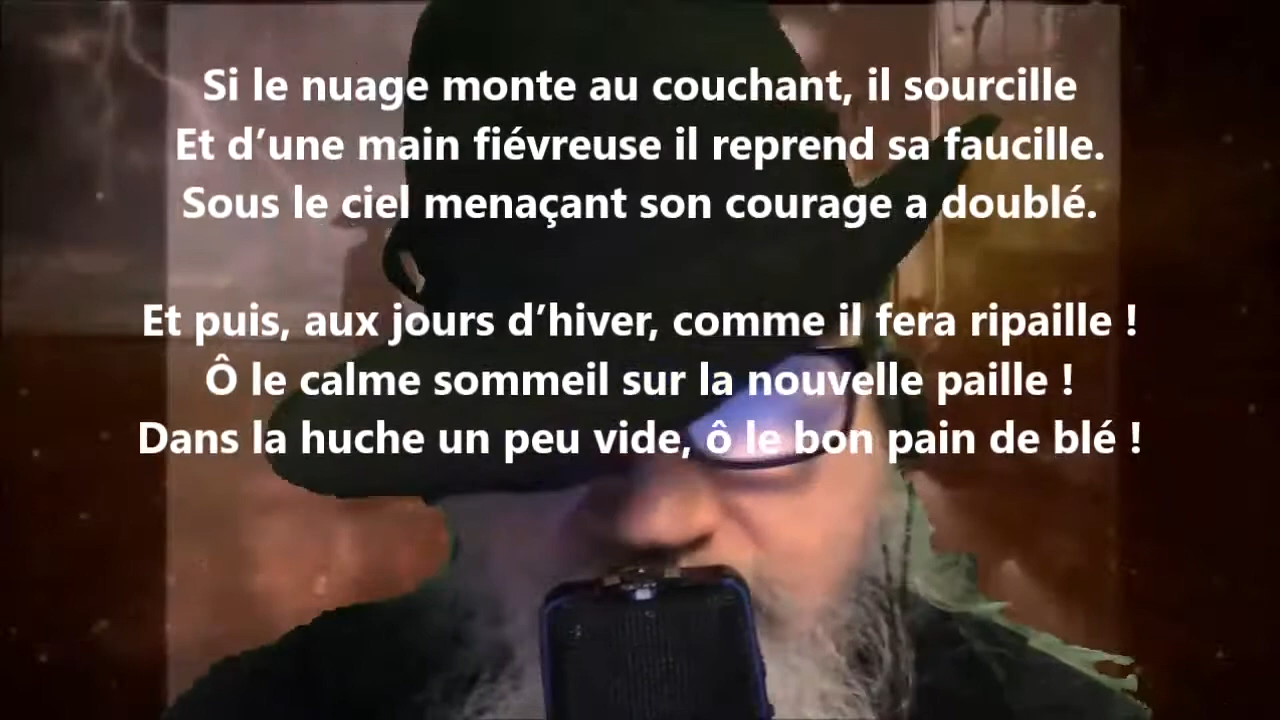 Si le nuage monte au couchant, il sourcille
Et d’une main fiévreuse il reprend sa faucille.
Sous le ciel menaçant son courage a doublé.
Et puis, aux jours d’hiver, comme il fera ripaille !
Ô le calme sommeil sur la nouvelle paille !
Dans la huche un peu vide, ô le bon pain de blé !